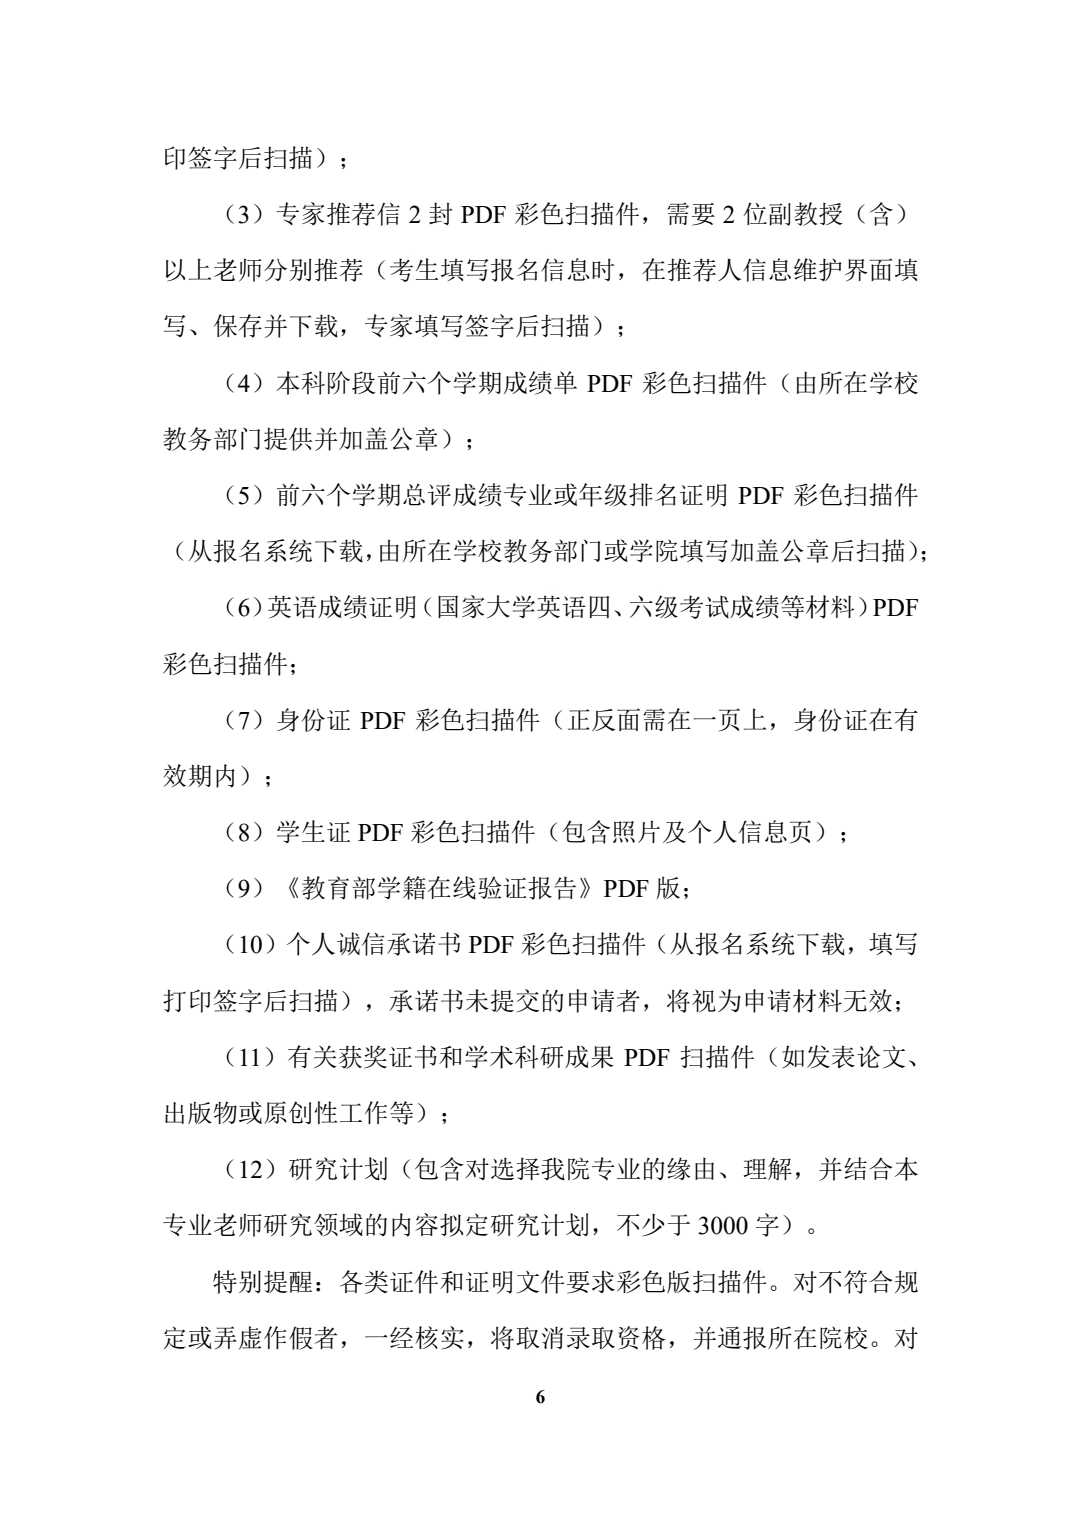 印签字后扫描）；
（3）专家推荐信 2 封 PDF 彩色扫描件，需要 2 位副教授（含）
以上老师分别推荐（考生填写报名信息时，在推荐人信息维护界面填
写、保存并下载，专家填写签字后扫描）；
（4）本科阶段前六个学期成绩单 PDF 彩色扫描件（由所在学校
教务部门提供并加盖公章）；
（5）前六个学期总评成绩专业或年级排名证明 PDF 彩色扫描件
（从报名系统下载，由所在学校教务部门或学院填写加盖公章后扫描）；
（6）英语成绩证明（国家大学英语四、六级考试成绩等材料）PDF
彩色扫描件；
（7）身份证 PDF 彩色扫描件（正反面需在一页上，身份证在有
效期内）；
（8）学生证 PDF 彩色扫描件（包含照片及个人信息页）；
（9）《教育部学籍在线验证报告》PDF 版；
（10）个人诚信承诺书 PDF 彩色扫描件（从报名系统下载，填写
打印签字后扫描），承诺书未提交的申请者，将视为申请材料无效；
（11）有关获奖证书和学术科研成果 PDF 扫描件（如发表论文、
出版物或原创性工作等）；
（12）研究计划（包含对选择我院专业的缘由、理解，并结合本
专业老师研究领域的内容拟定研究计划，不少于 3000 字）。
特别提醒：各类证件和证明文件要求彩色版扫描件。对不符合规
定或弄虚作假者，一经核实，将取消录取资格，并通报所在院校。对
6